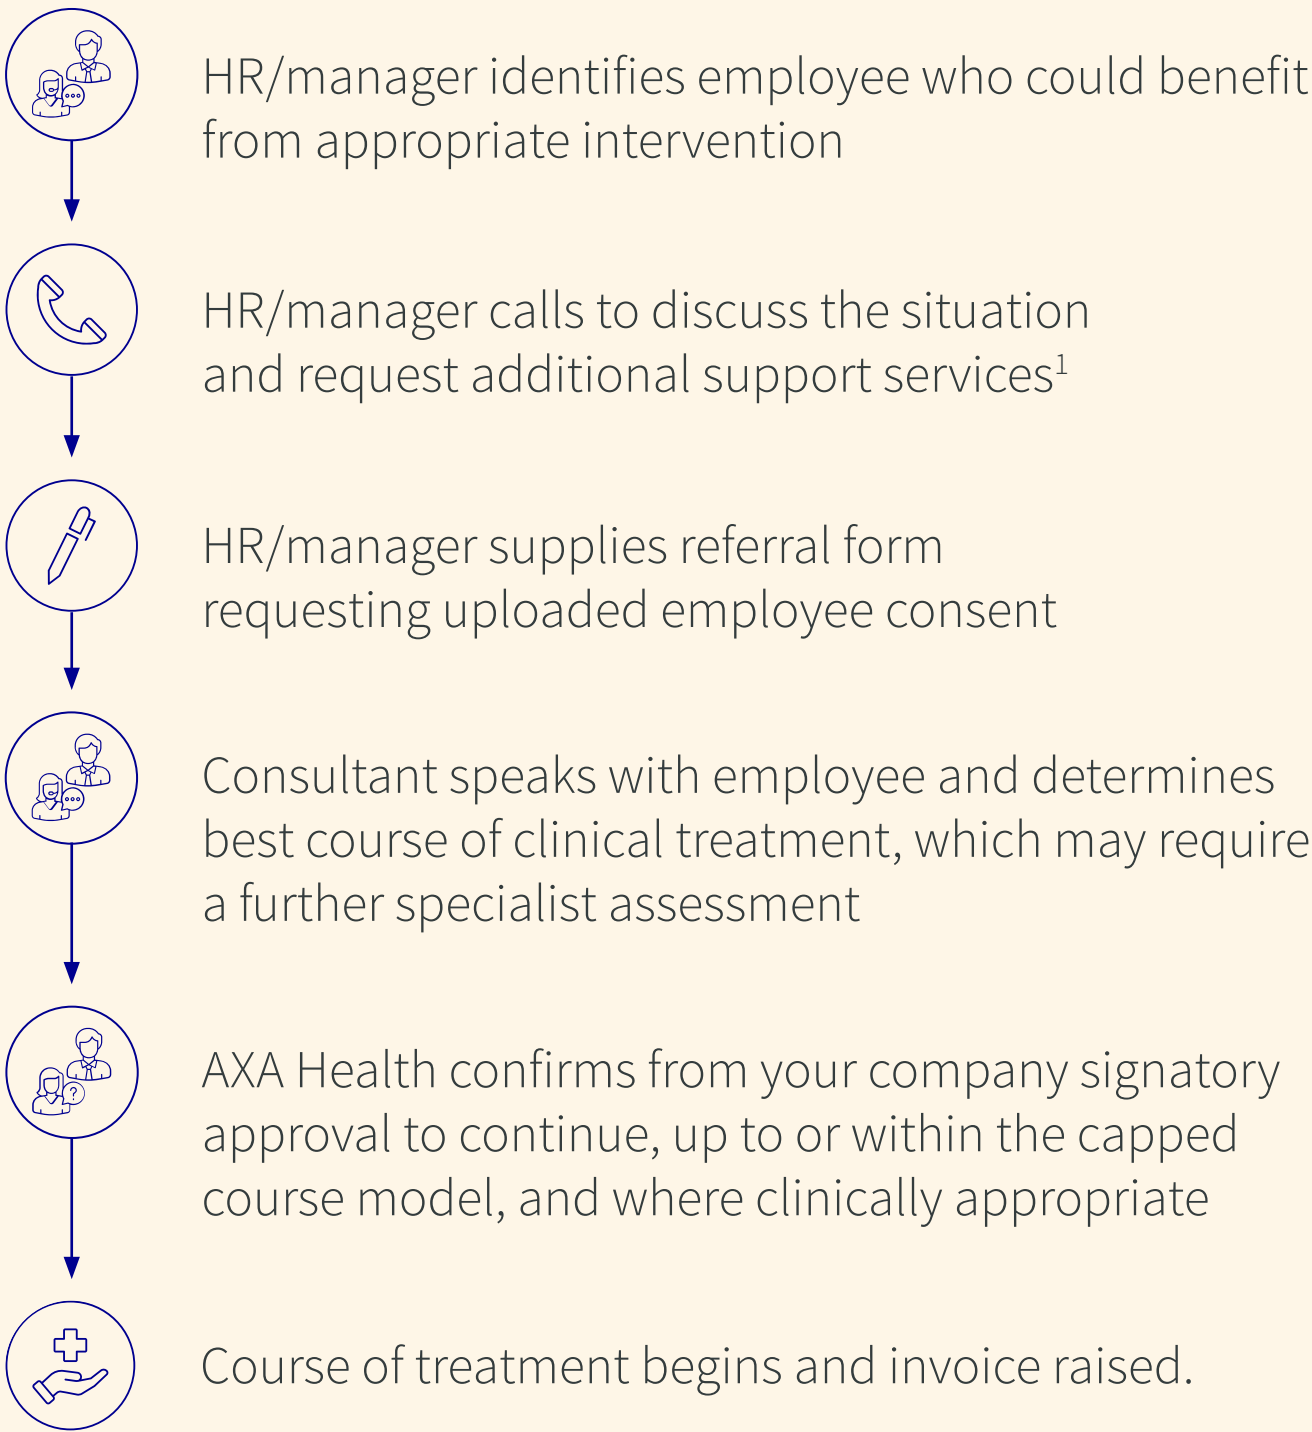 HR/manager identifies employee who could benefit
from appropriate intervention
HR/manager calls to discuss the situation
and request additional support services¹
HR/manager supplies referral form
requesting uploaded employee consent
Consultant speaks with employee and determines
best course of clinical treatment, which may require
a further specialist assessment
?
AXA Health confirms from your company signatory
approval to continue, up to or within the capped
course model, and where clinically appropriate
Course of treatment begins and invoice raised.